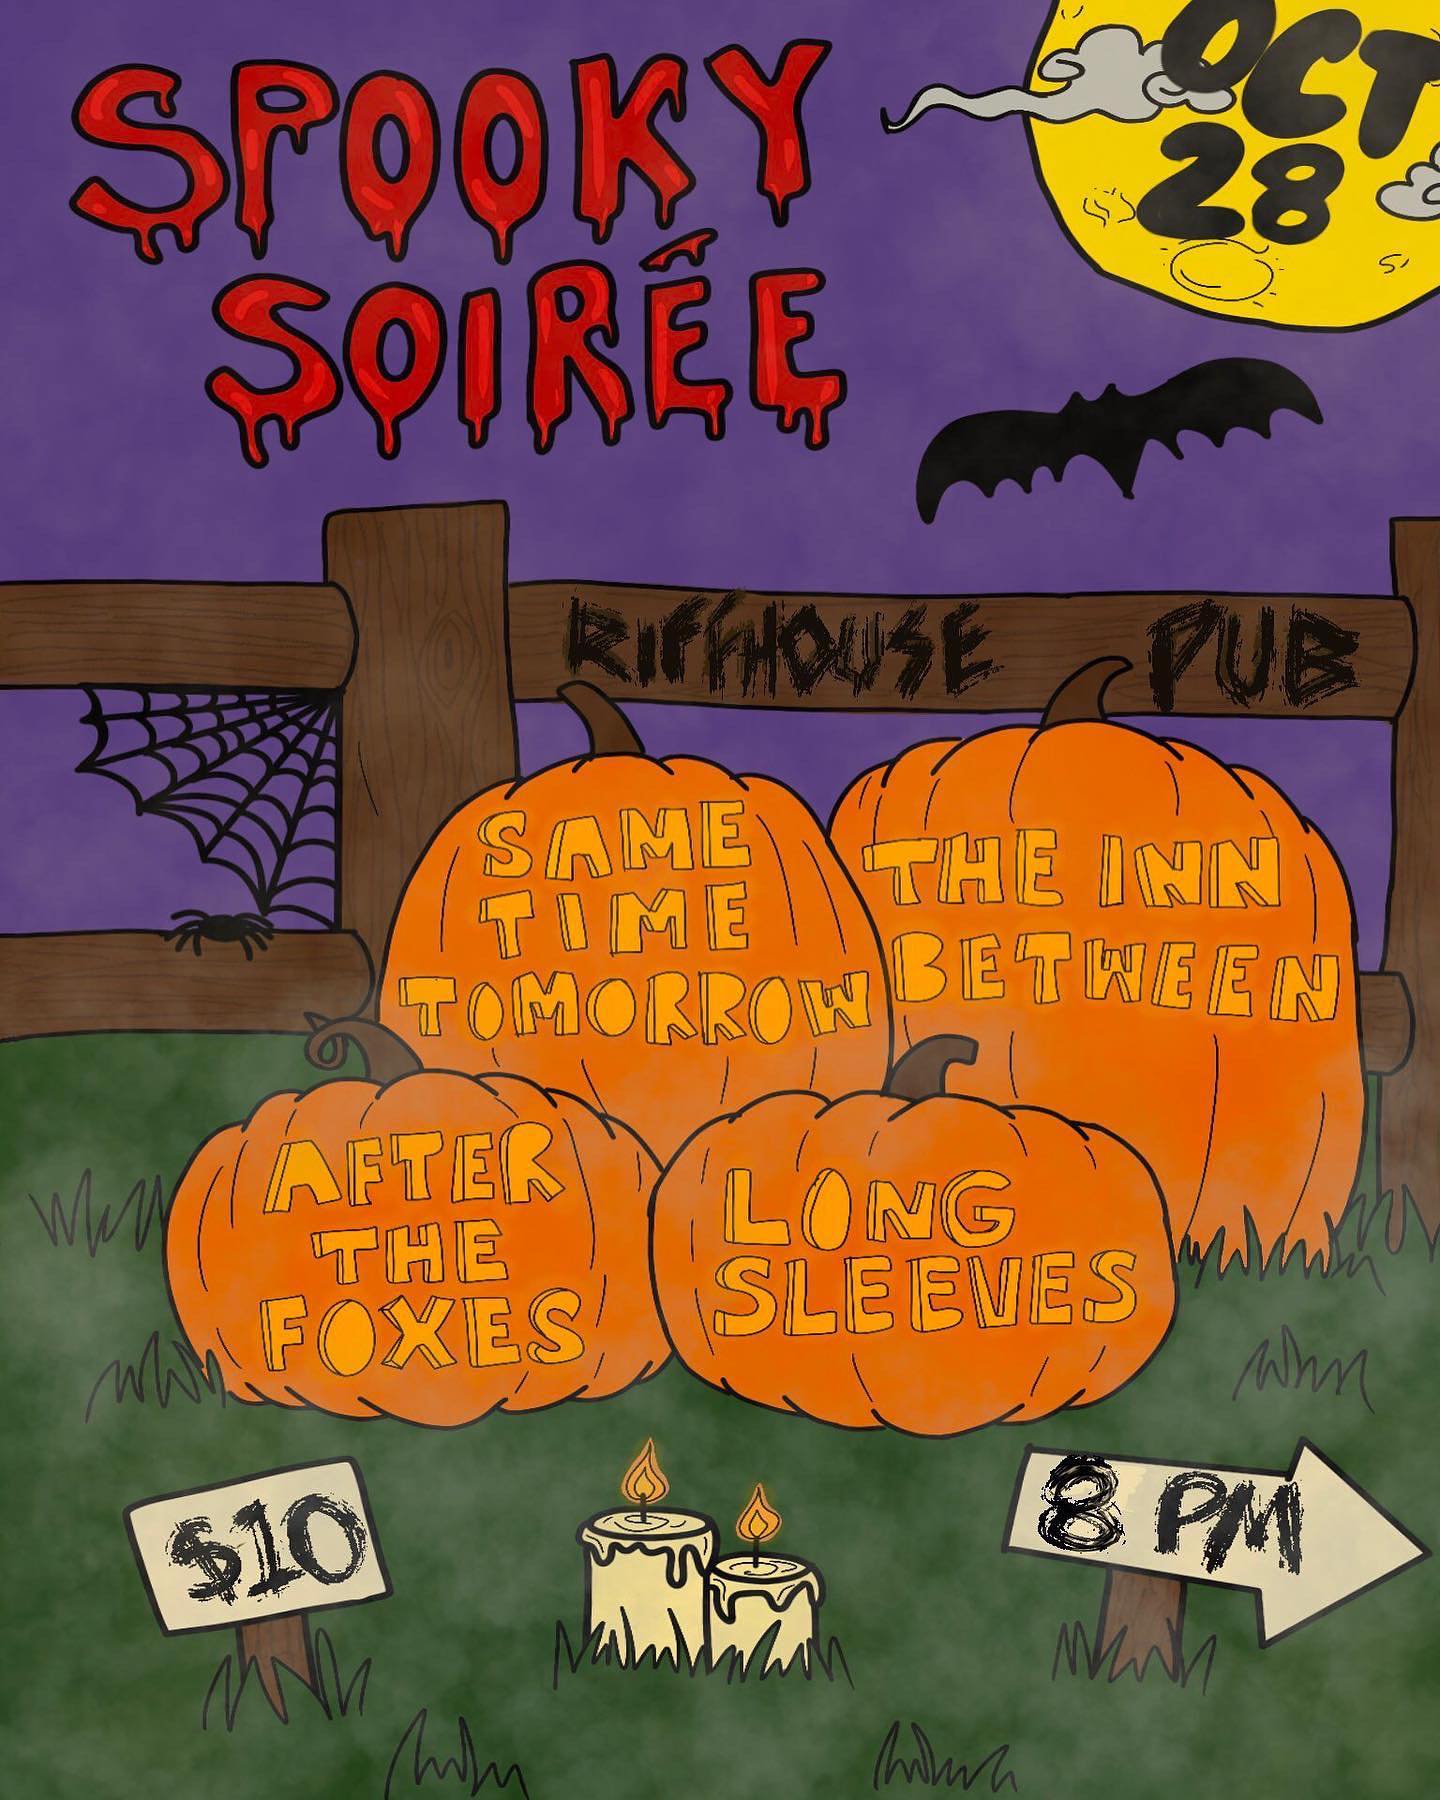 SPOOKY
SOIRÉE
OCT
28
RIFFHOUSE PUB
SAME
TIME
TOMORROW
THE INN
BETWEEN
AFTER
THE
FOXES
LONG
SLEEVES
$10
8 PM